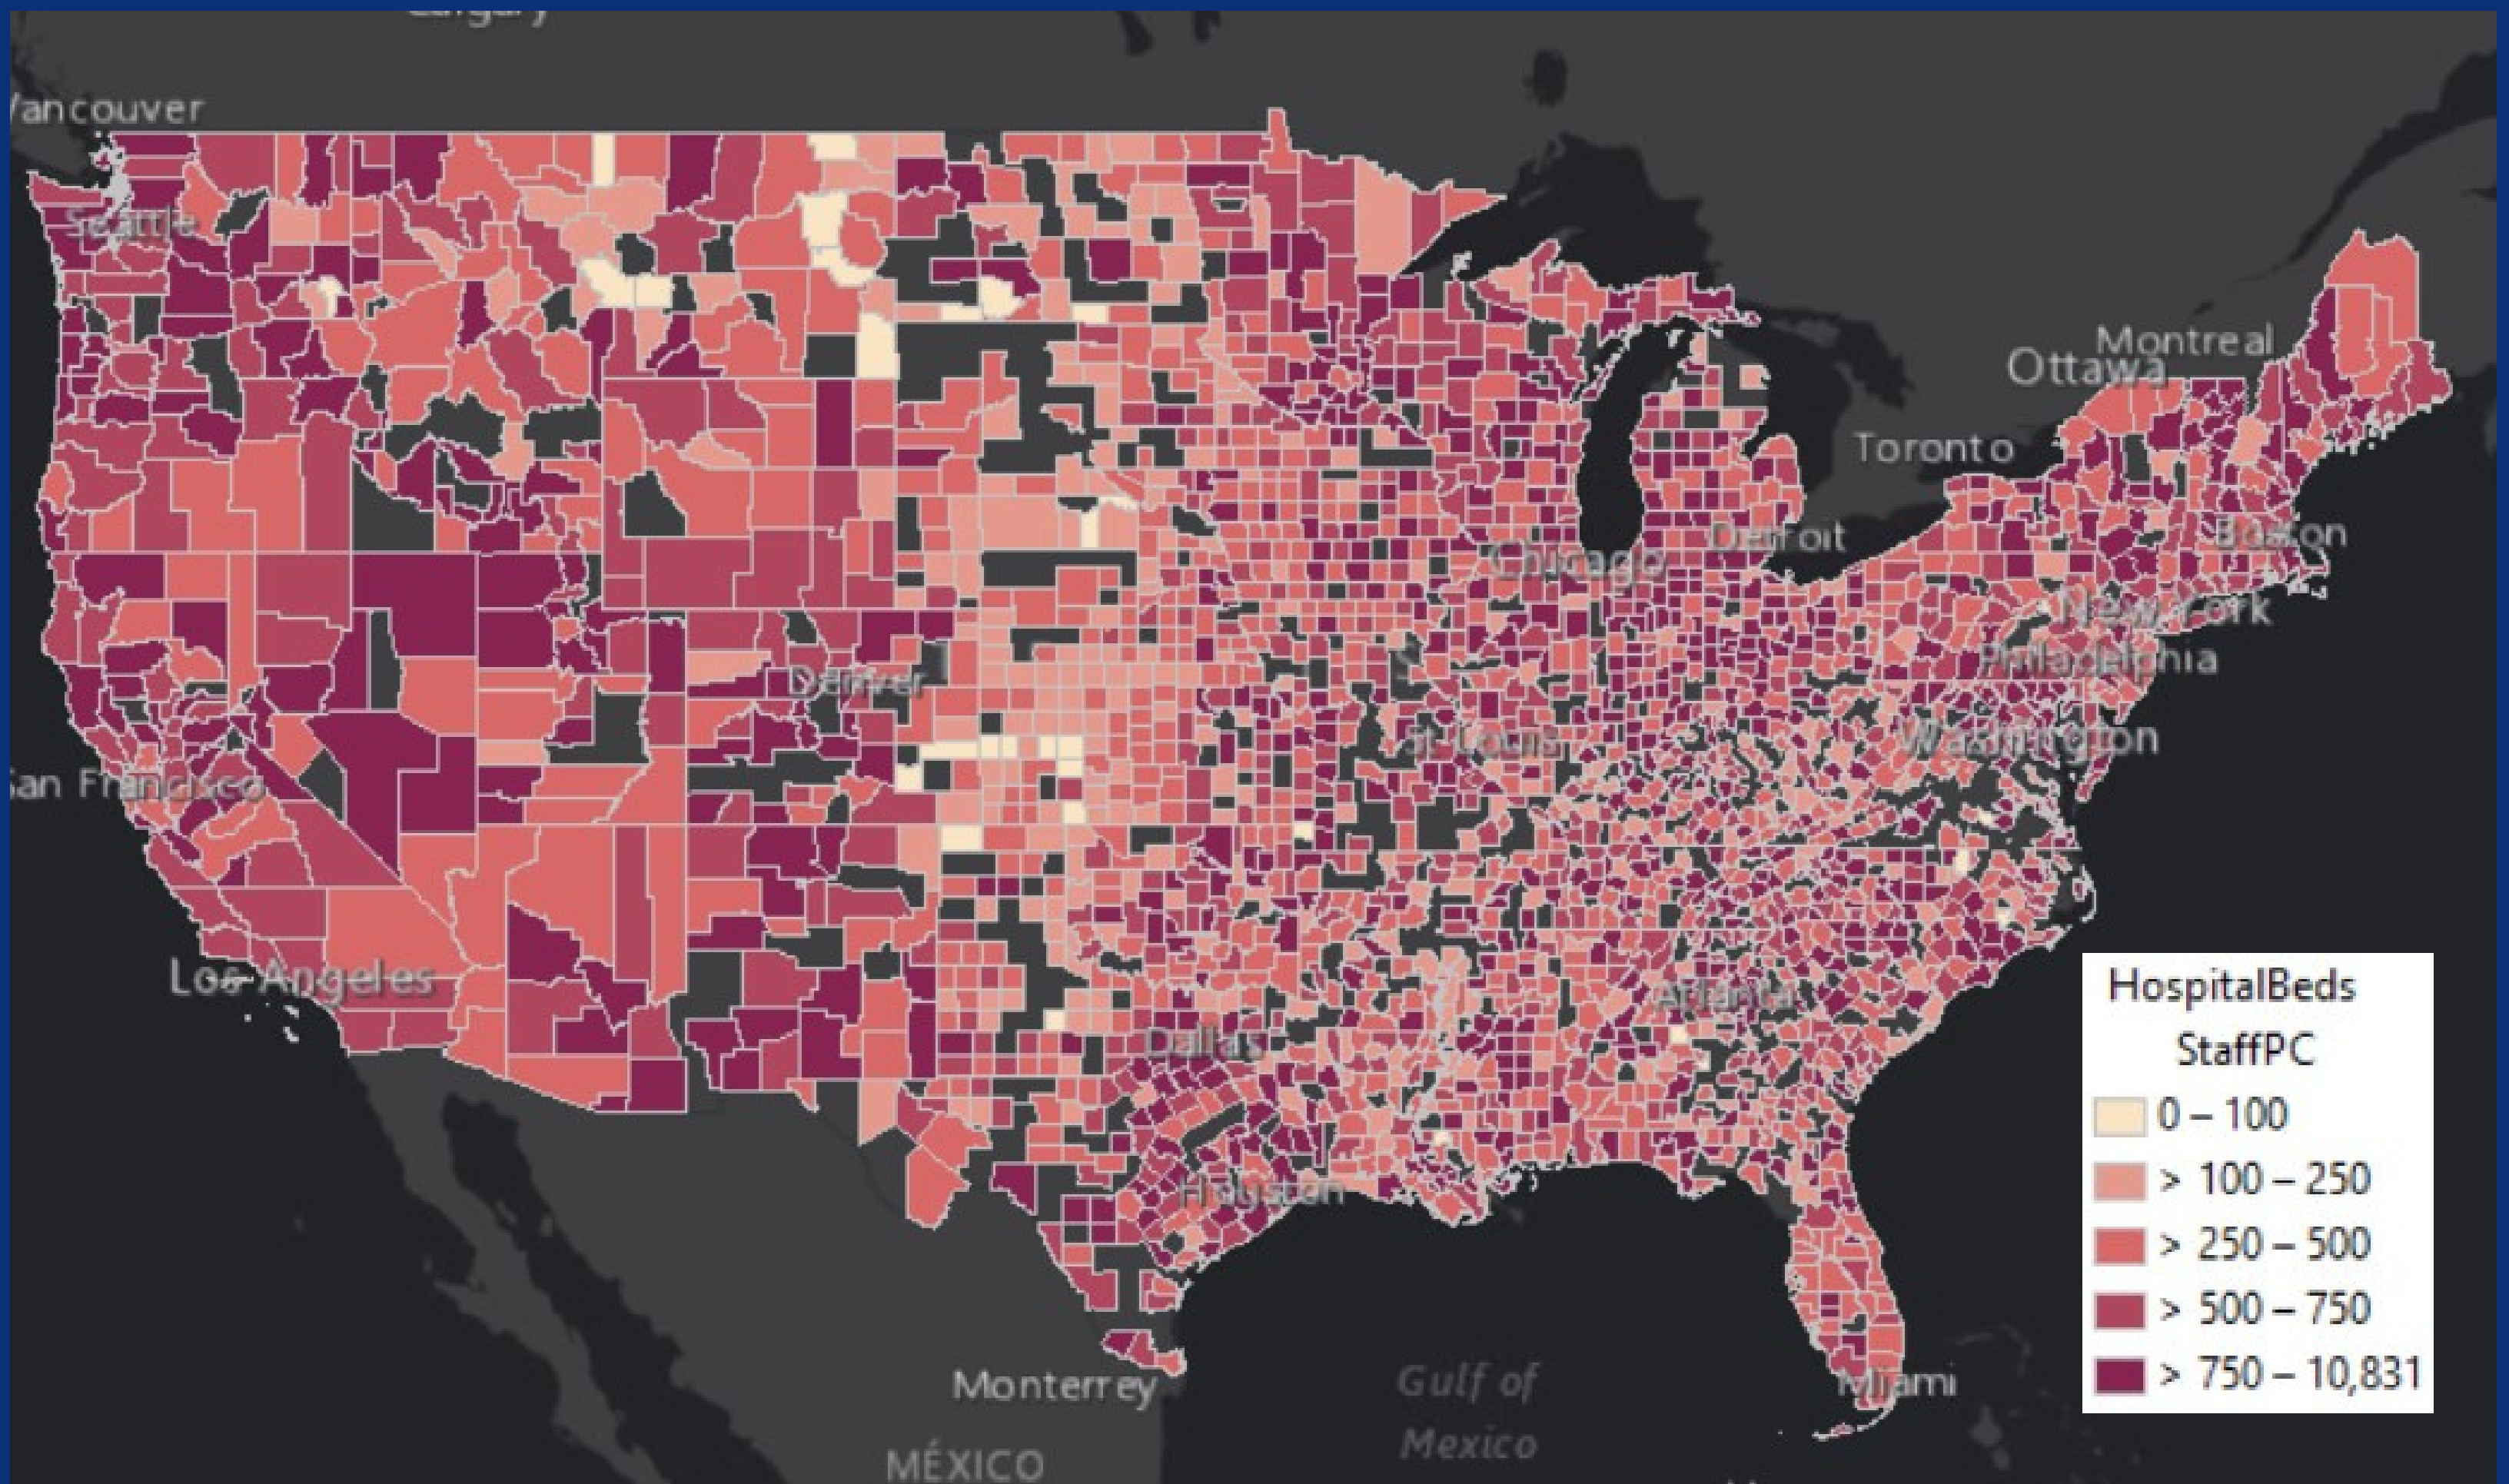 Calgary
Vancouver
Seattle
Montreal
Ottawa
Toronto
Detroit
Boston
Chicago
New York
Philadelphia
Denver
St Louis
Washington
San Francisco
Los Angeles
Atlanta
Dallas
Houston
Monterrey
Miami
Gulf of
Mexico
MÉXICO
HospitalBeds
StaffPC
0 – 100
> 100 – 250
> 250 – 500
> 500 – 750
> 750 – 10,831